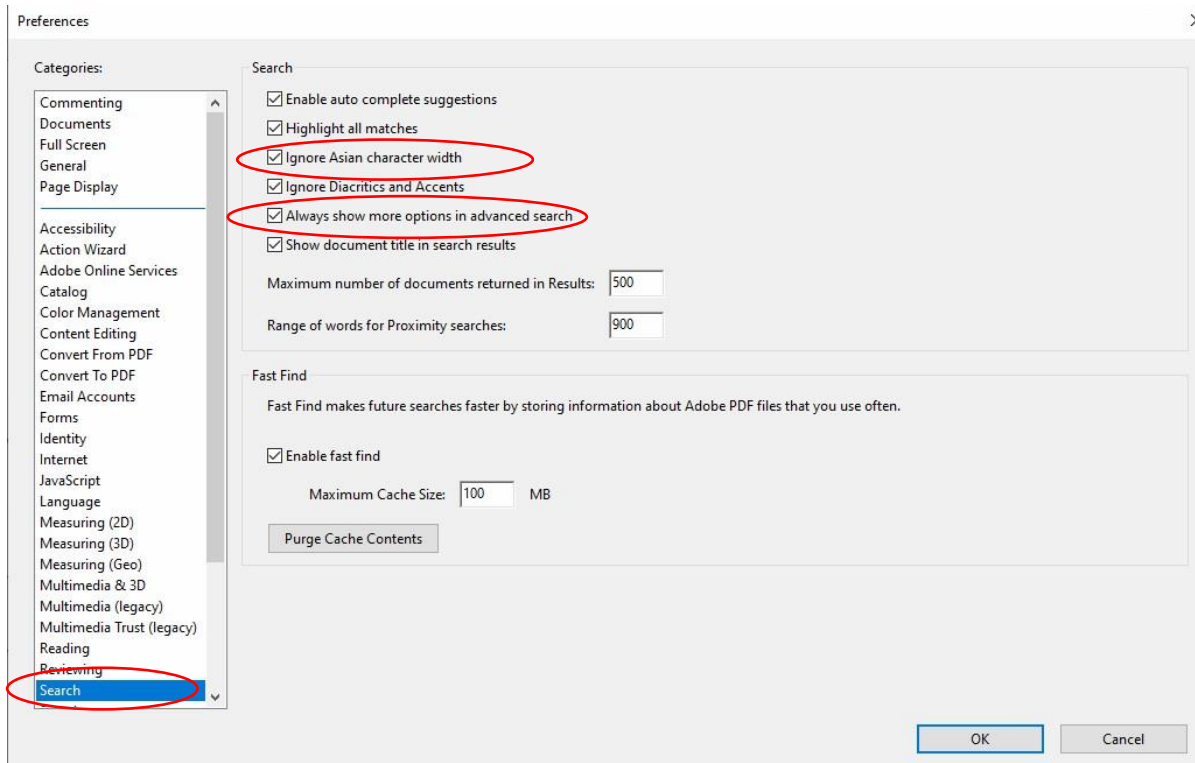 Preferences
Categories:
Commenting
Documents
Full Screen
General
Page Display
Accessibility
Action Wizard
Adobe Online Services
Catalog
Color Management
Content Editing
Convert From PDF
Convert To PDF
Email Accounts
Forms
Identity
Internet
JavaScript
Language
Measuring (2D)
Measuring (3D)
Measuring (Geo)
Multimedia & 3D
Multimedia (legacy)
Multimedia Trust (legacy)
Reading
Reviewing
Search
Search
Enable auto complete suggestions
Highlight all matches
Ignore Asian character width
Ignore Diacritics and Accents
Always show more options in advanced search
Show document title in search results
Maximum number of documents returned in Results: 500
Range of words for Proximity searches: 900
Fast Find
Fast Find makes future searches faster by storing information about Adobe PDF files that you use often.
Enable fast find
Maximum Cache Size: 100 MB
Purge Cache Contents
OK
Cancel